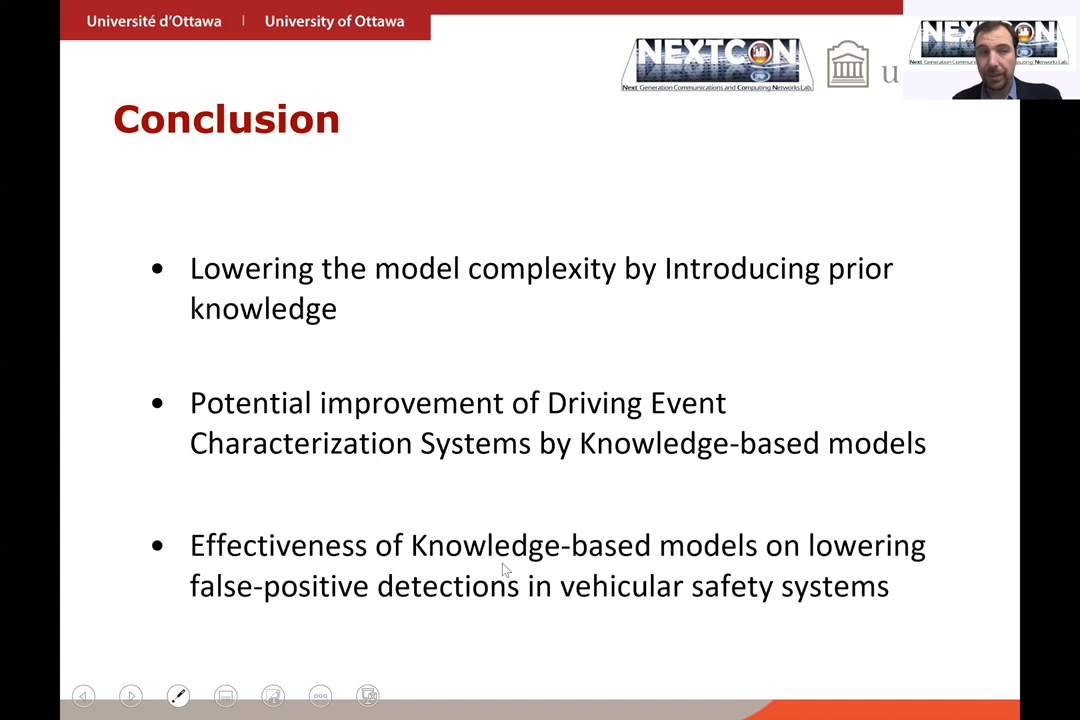 Université d'Ottawa | University of Ottawa
NEXTCON
Next Generation Communications and Computing Networks Lab.
u
Conclusion
• Lowering the model complexity by Introducing prior
knowledge
• Potential improvement of Driving Event
Characterization Systems by Knowledge-based models
• Effectiveness of Knowledge-based models on lowering
false-positive detections in vehicular safety systems